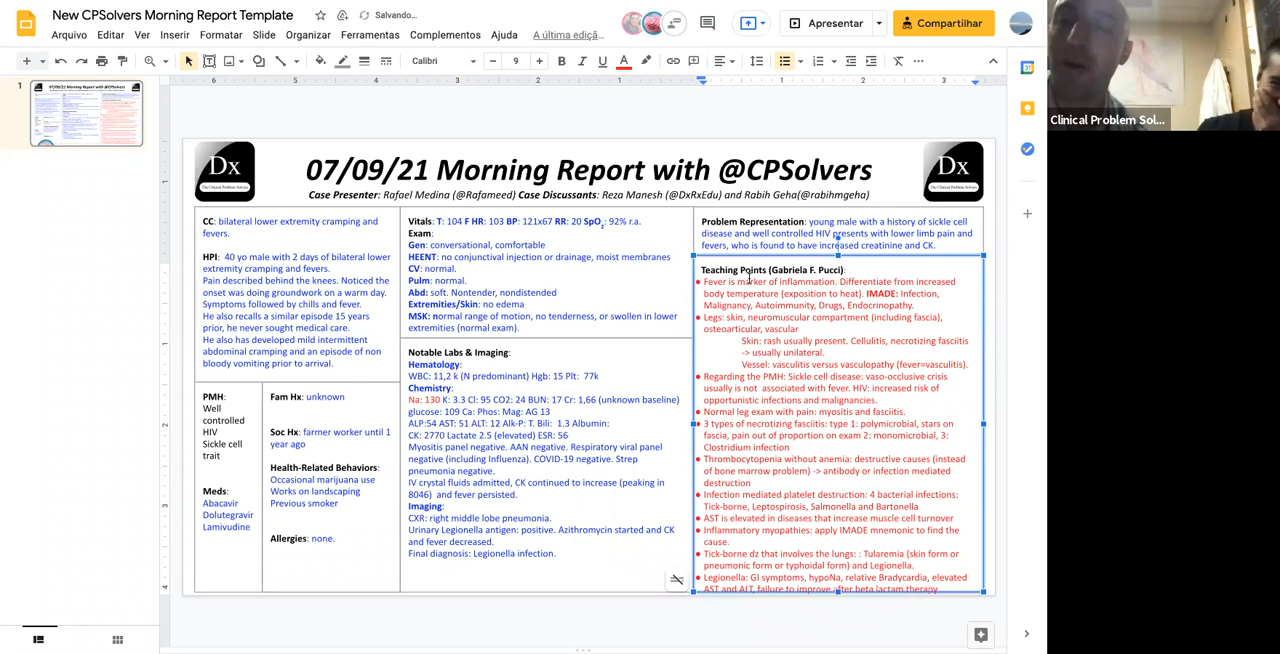 New CPSolvers Morning Report Template
Salvando...
Arquivo Editar Ver Inserir Formatar Slide Organizar Ferramentas Complementos Ajuda A última ediçã...
Apresentar
Compartilhar
Calibri
9
B I U A
1
Dx
The Clinical Problem Solvers
07/09/21 Morning Report with @CPSolvers
Case Presenter: Rafael Medina (@Rafameed) Case Discussants: Reza Manesh (@DxRxEdu) and Rabih Geha(@rabihmgeha)
Dx
The Clinical Problem Solvers
CC: bilateral lower extremity cramping and
fevers.
HPI: 40 yo male with 2 days of bilateral lower
extremity cramping and fevers.
Pain described behind the knees. Noticed the
onset was doing groundwork on a warm day.
Symptoms followed by chills and fever.
He also recalls a similar episode 15 years
prior, he never sought medical care.
He also has developed mild intermittent
abdominal cramping and an episode of non
bloody vomiting prior to arrival.
PMH:
Well
controlled
HIV
Sickle cell
trait
Meds:
Abacavir
Dolutegravir
Lamivudine
Fam Hx: unknown
Soc Hx: farmer worker until 1
year ago
Health-Related Behaviors:
Occasional marijuana use
Works on landscaping
Previous smoker
Allergies: none.
Vitals: T: 104 F HR: 103 BP: 121x67 RR: 20 SpO2: 92% r.a.
Exam:
Gen: conversational, comfortable
HEENT: no conjunctival injection or drainage, moist membranes
CV: normal.
Pulm: normal.
Abd: soft. Nontender, nondistended
Extremities/Skin: no edema
MSK: normal range of motion, no tenderness, or swollen in lower
extremities (normal exam).
Notable Labs & Imaging:
Hematology:
WBC: 11,2 k (N predominant) Hgb: 15 Plt: 77k
Chemistry:
Na: 130 K: 3.3 Cl: 95 CO2: 24 BUN: 17 Cr: 1,66 (unknown baseline)
glucose: 109 Ca: Phos: Mag: AG 13
ALP:54 AST: 51 ALT: 12 Alk-P: T. Bili: 1.3 Albumin:
CK: 2770 Lactate 2.5 (elevated) ESR: 56
Myositis panel negative. AAN negative. Respiratory viral panel
negative (including Influenza). COVID-19 negative. Strep
pneumonia negative.
IV crystal fluids admitted, CK continued to increase (peaking in
8046) and fever persisted.
Imaging:
CXR: right middle lobe pneumonia.
Urinary Legionella antigen: positive. Azithromycin started and CK
and fever decreased.
Final diagnosis: Legionella infection.
Problem Representation: young male with a history of sickle cell
disease and well controlled HIV presents with lower limb pain and
fevers, who is found to have increased creatinine and CK.
Teaching Points (Gabriela F. Pucci):
• Fever is marker of inflammation. Differentiate from increased
body temperature (exposition to heat). IMADE: Infection,
Malignancy, Autoimmunity, Drugs, Endocrinopathy.
• Legs: skin, neuromuscular compartment (including fascia),
osteoarticular, vascular
Skin: rash usually present. Cellulitis, necrotizing fasciitis
-> usually unilateral.
Vessel: vasculitis versus vasculopathy (fever=vasculitis).
• Regarding the PMH: Sickle cell disease: vaso-occlusive crisis
usually is not associated with fever. HIV: increased risk of
opportunistic infections and malignancies.
• Normal leg exam with pain: myositis and fasciitis.
• 3 types of necrotizing fasciitis: type 1: polymicrobial, stars on
fascia, pain out of proportion on exam 2: monomicrobial, 3:
Clostridium infection
• Thrombocytopenia without anemia: destructive causes (instead
of bone marrow problem) -> antibody or infection mediated
destruction
• Infection mediated platelet destruction: 4 bacterial infections:
Tick-borne, Leptospirosis, Salmonella and Bartonella
• AST is elevated in diseases that increase muscle cell turnover
• Inflammatory myopathies: apply IMADE mnemonic to find the
cause.
• Tick-borne dz that involves the lungs: : Tularemia (skin form or
pneumonic form or typhoidal form) and Legionella.
• Legionella: GI symptoms, hypoNa, relative Bradycardia, elevated
AST and ALT, failure to improve after beta lactam therapy
Clinical Problem Sol...